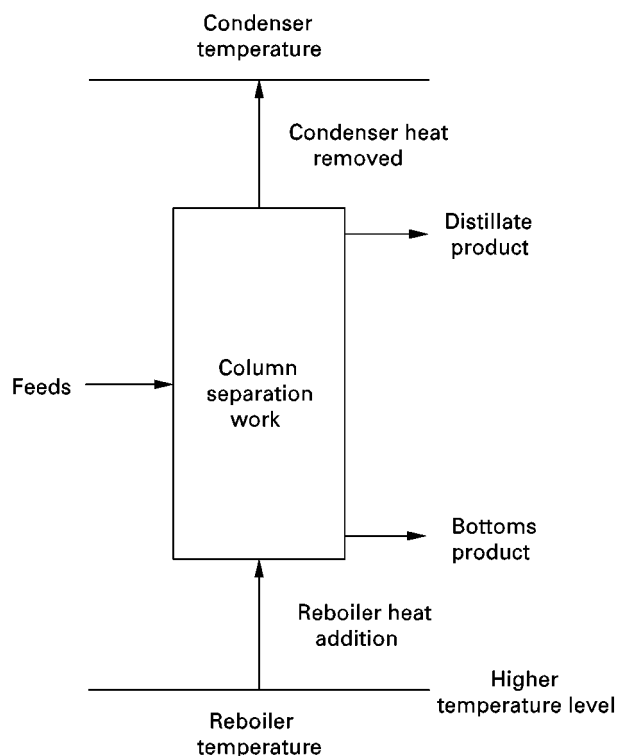 Condenser
temperature
Condenser heat
removed
Distillate
product
Column
separation
work
Feeds
Bottoms
product
Reboiler heat
addition
Higher
temperature level
Reboiler
temperature